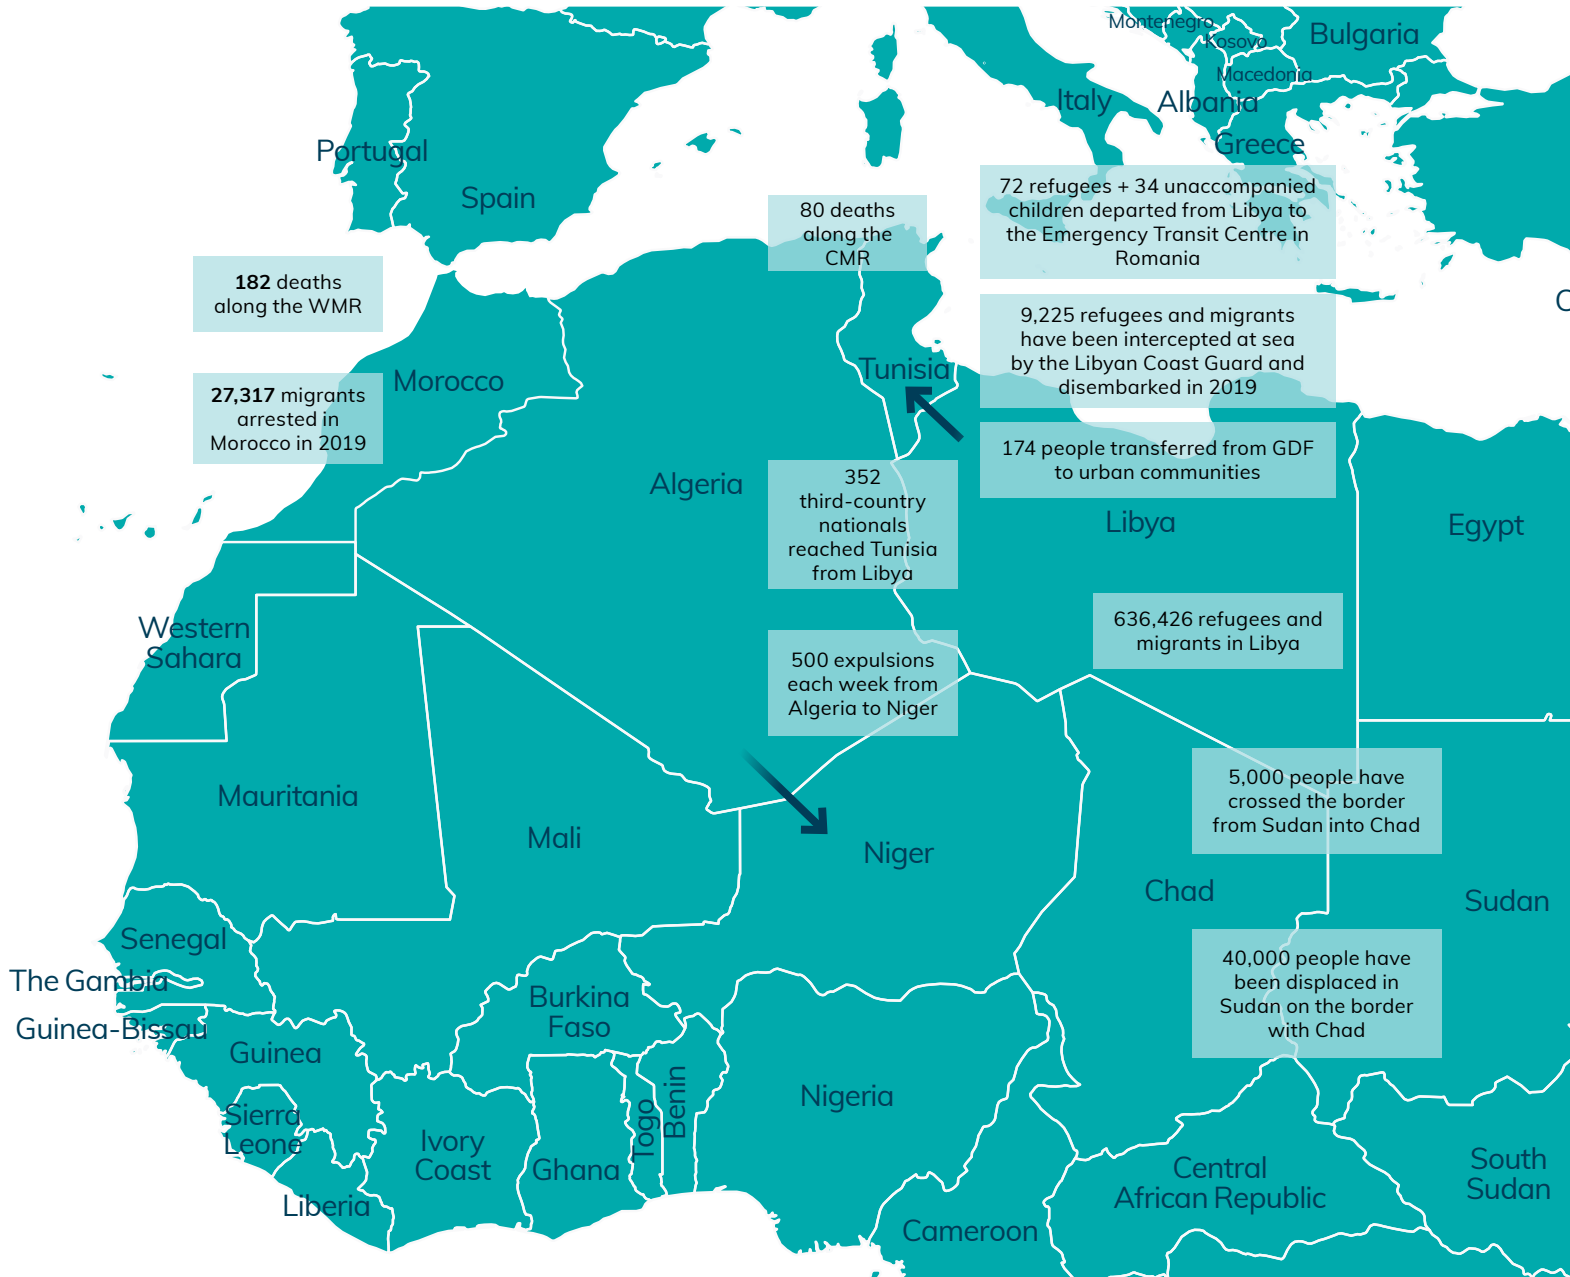 Montenegro
Kosovo
Bulgaria
Macedonia
Italy
Albania
Greece
Portugal
Spain
72 refugees + 34 unaccompanied
children departed from Libya to
the Emergency Transit Centre in
Romania
80 deaths
along the
CMR
182 deaths
along the WMR
9,225 refugees and migrants
have been intercepted at sea
by the Libyan Coast Guard and
disembarked in 2019
C
Tunisia
Morocco
27,317 migrants
arrested in
Morocco in 2019
174 people transferred from GDF
to urban communities
Algeria
352
third-country
nationals
reached Tunisia
from Libya
Libya
Egypt
Western
Sahara
636,426 refugees and
migrants in Libya
500 expulsions
each week from
Algeria to Niger
5,000 people have
crossed the border
from Sudan into Chad
Mauritania
Mali
Niger
Chad
Sudan
Senegal
The Gambia
Guinea-Bissau
40,000 people have
been displaced in
Sudan on the border
with Chad
Burkina
Faso
Guinea
Nigeria
Benin
Togo
Sierra
Leone
Ivory
Coast
Ghana
Liberia
Central
African Republic
South
Sudan
Cameroon